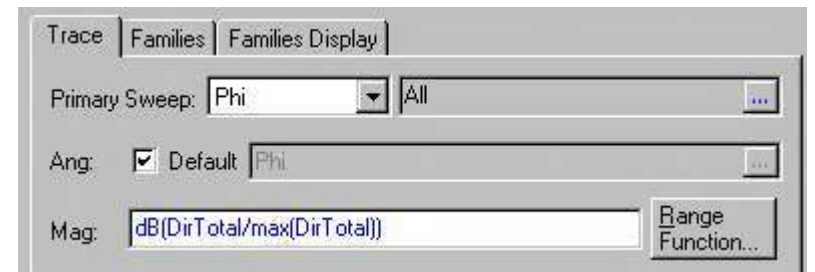 Trace Families Families Display
Primary Sweep: Phi All ...
Ang: Default Phi ...
Mag: dB(DirTotal/max(DirTotal)) Range
Function...